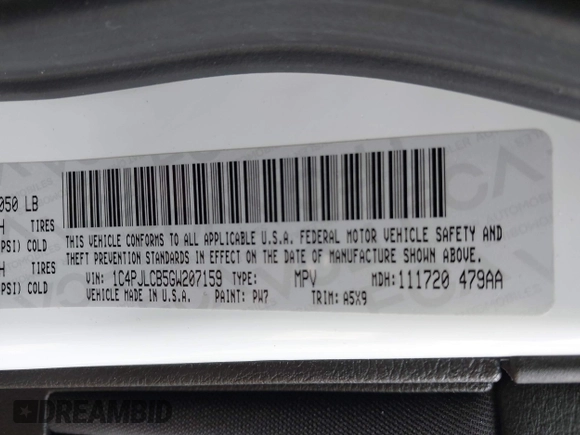 050 LB
H TIRES
PSI) COLD
H TIRES
PSI) COLD
THIS VEHICLE CONFORMS TO ALL APPLICABLE U.S.A. FEDERAL MOTOR VEHICLE SAFETY AND
THEFT PREVENTION STANDARDS IN EFFECT ON THE DATE OF MANUFACTURE SHOWN ABOVE.
VIN: 1C4PJLCB5GW207159 TYPE: MPV MDH: 111720 479AA
VEHICLE MADE IN U.S.A. PAINT: PW7 TRIM: A5X9
DREAMBID